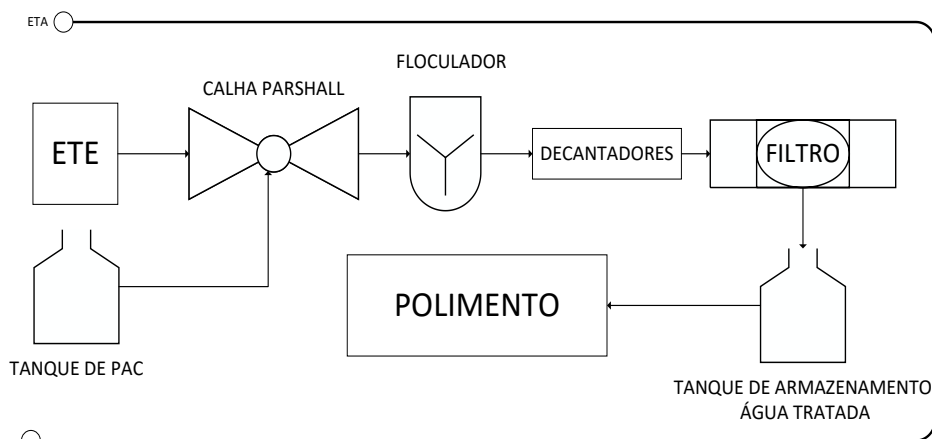 ETA
FLOCULADOR
CALHA PARSHALL
ETE
DECANTADORES
FILTRO
POLIMENTO
TANQUE DE PAC
TANQUE DE ARMAZENAMENTO
ÁGUA TRATADA